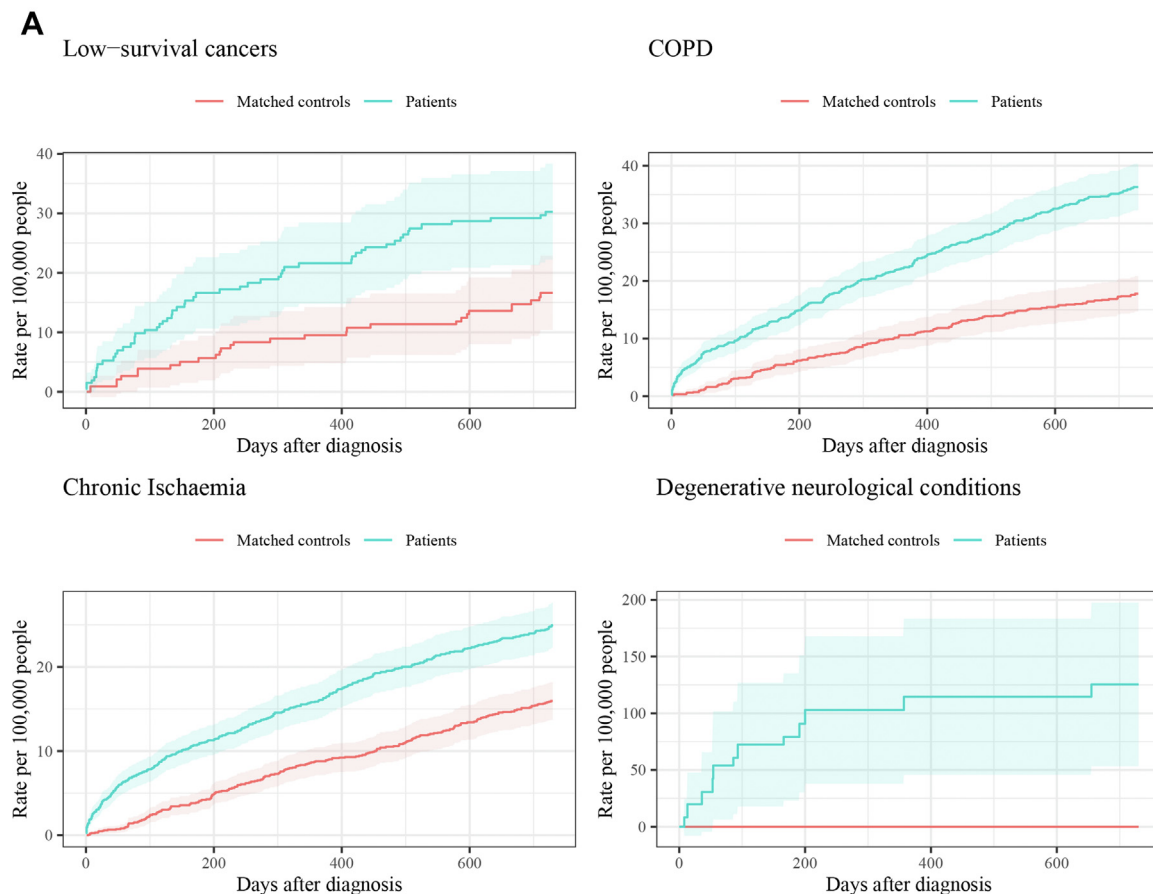 A
Low−survival cancers
Matched controls Patients
Rate per 100,000 people
40
30
20
10
0
0 200 400 600
Days after diagnosis
COPD
Matched controls Patients
Rate per 100,000 people
40
30
20
10
0
0 200 400 600
Days after diagnosis
Chronic Ischaemia
Matched controls Patients
Rate per 100,000 people
20
10
0
0 200 400 600
Days after diagnosis
Degenerative neurological conditions
Matched controls Patients
Rate per 100,000 people
200
150
100
50
0
0 200 400 600
Days after diagnosis